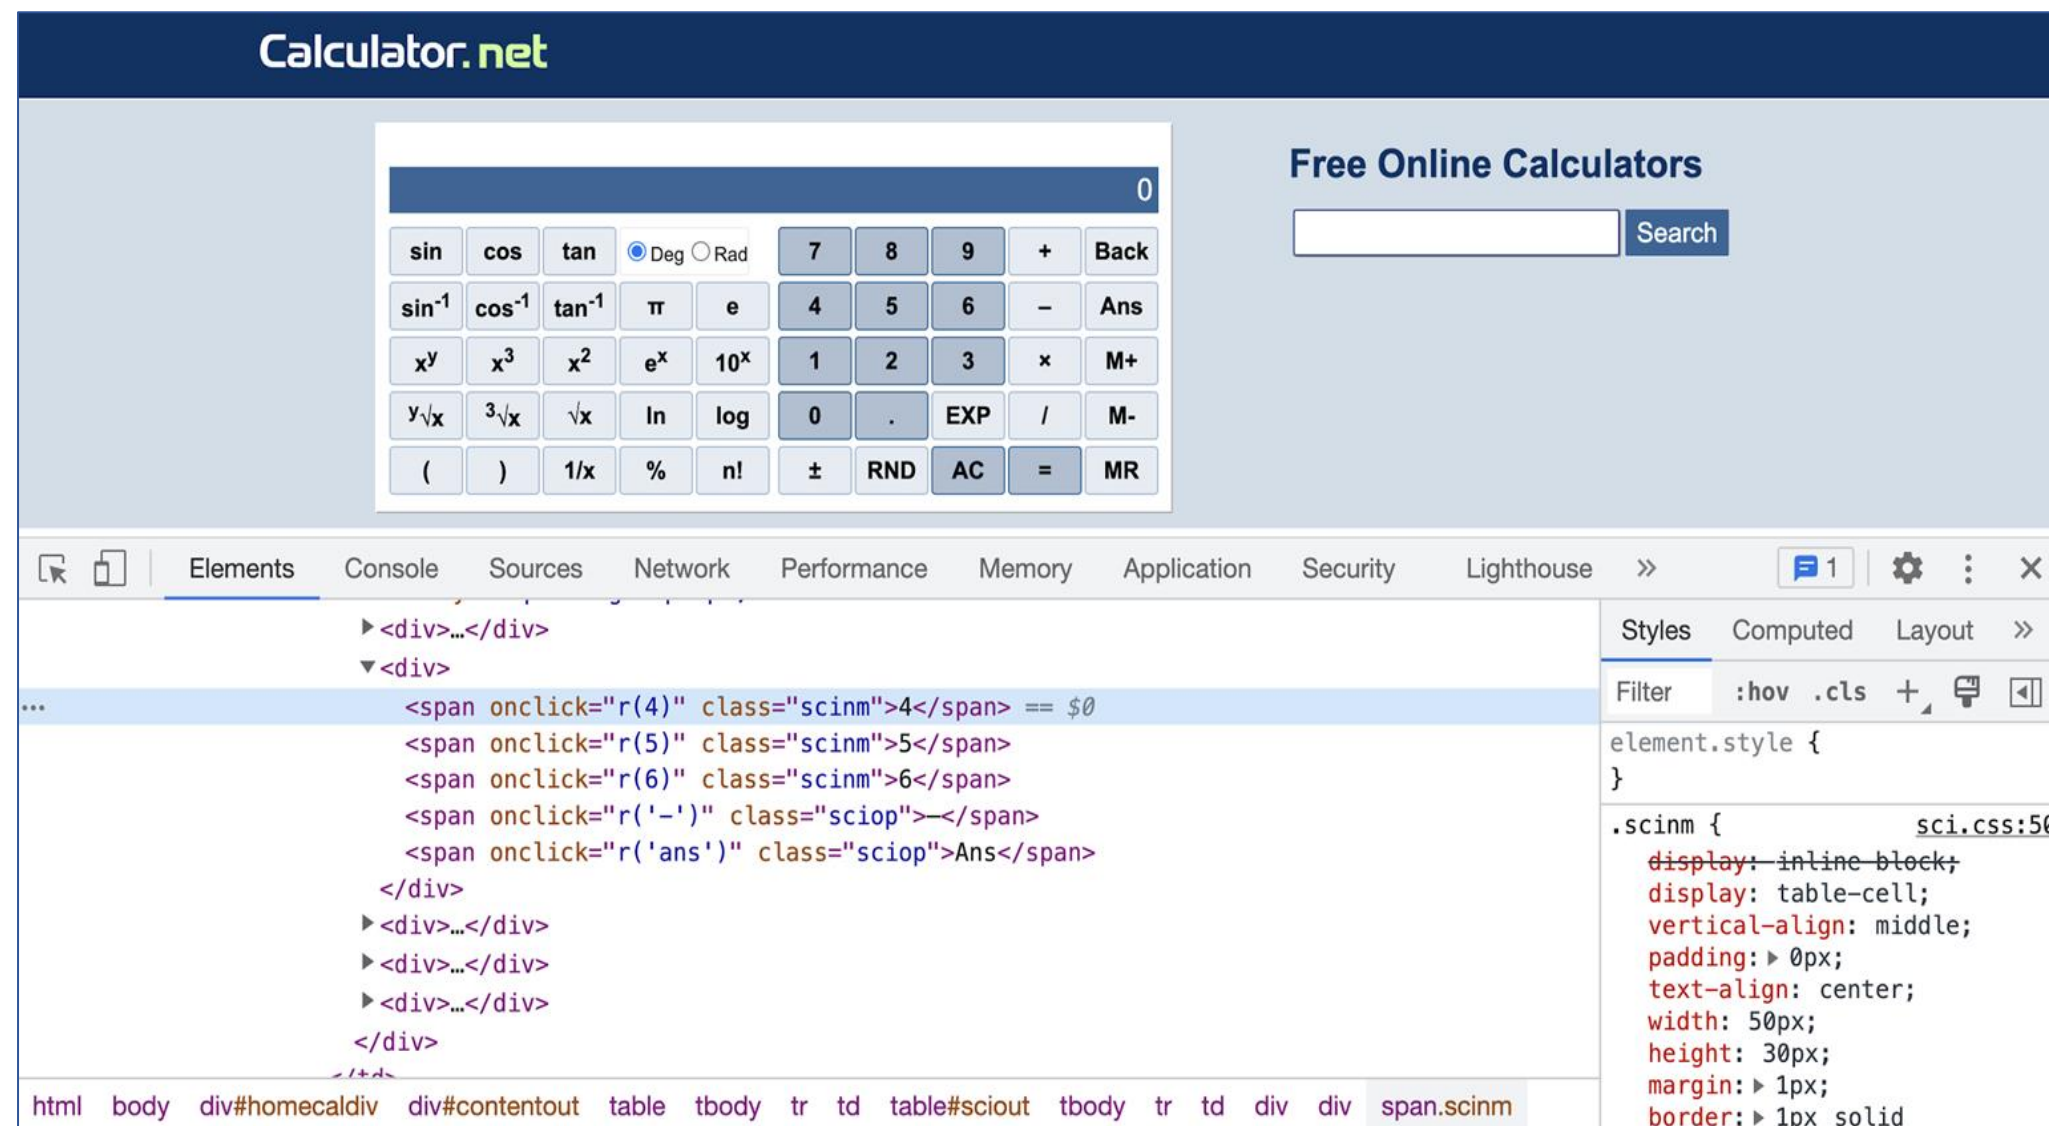 Calculator.net
0
Free Online Calculators
Search
sin cos tan Deg Rad 7 8 9 + Back
sin-1 cos-1 tan-1 π e 4 5 6 – Ans
xy x3 x2 ex 10x 1 2 3 × M+
y√x 3√x √x ln log 0 . EXP / M-
( ) 1/x % n! ± RND AC = MR
Elements Console Sources Network Performance Memory Application Security Lighthouse » 1
<div>…</div>
<div>
<span onclick="r(4)" class="scinm">4</span> == $0
<span onclick="r(5)" class="scinm">5</span>
<span onclick="r(6)" class="scinm">6</span>
<span onclick="r('–')" class="sciop">–</span>
<span onclick="r('ans')" class="sciop">Ans</span>
</div>
<div>…</div>
<div>…</div>
<div>…</div>
</div>
html body div#homecaldiv div#contentout table tbody tr td table#sciout tbody tr td div div span.scinm
Styles Computed Layout »
Filter :hov .cls +
element.style {
}
.scinm { sci.css:50
display: inline-block;
display: table-cell;
vertical-align: middle;
padding: 0px;
text-align: center;
width: 50px;
height: 30px;
margin: 1px;
border: 1px solid